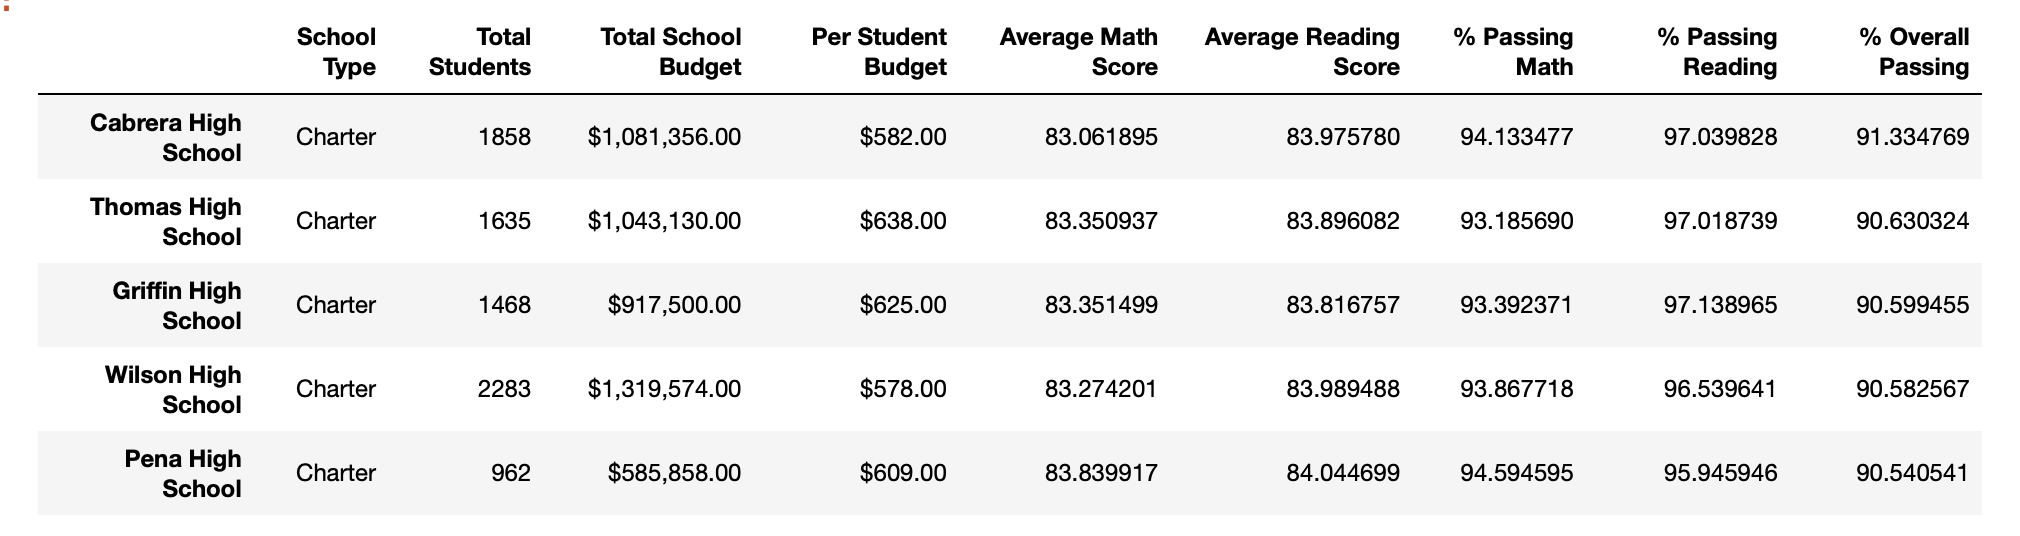 School Type Total Students Total School Budget Per Student Budget Average Math Score Average Reading Score % Passing Math % Passing Reading % Overall Passing
Cabrera High School Charter 1858 $1,081,356.00 $582.00 83.061895 83.975780 94.133477 97.039828 91.334769
Thomas High School Charter 1635 $1,043,130.00 $638.00 83.350937 83.896082 93.185690 97.018739 90.630324
Griffin High School Charter 1468 $917,500.00 $625.00 83.351499 83.816757 93.392371 97.138965 90.599455
Wilson High School Charter 2283 $1,319,574.00 $578.00 83.274201 83.989488 93.867718 96.539641 90.582567
Pena High School Charter 962 $585,858.00 $609.00 83.839917 84.044699 94.594595 95.945946 90.540541